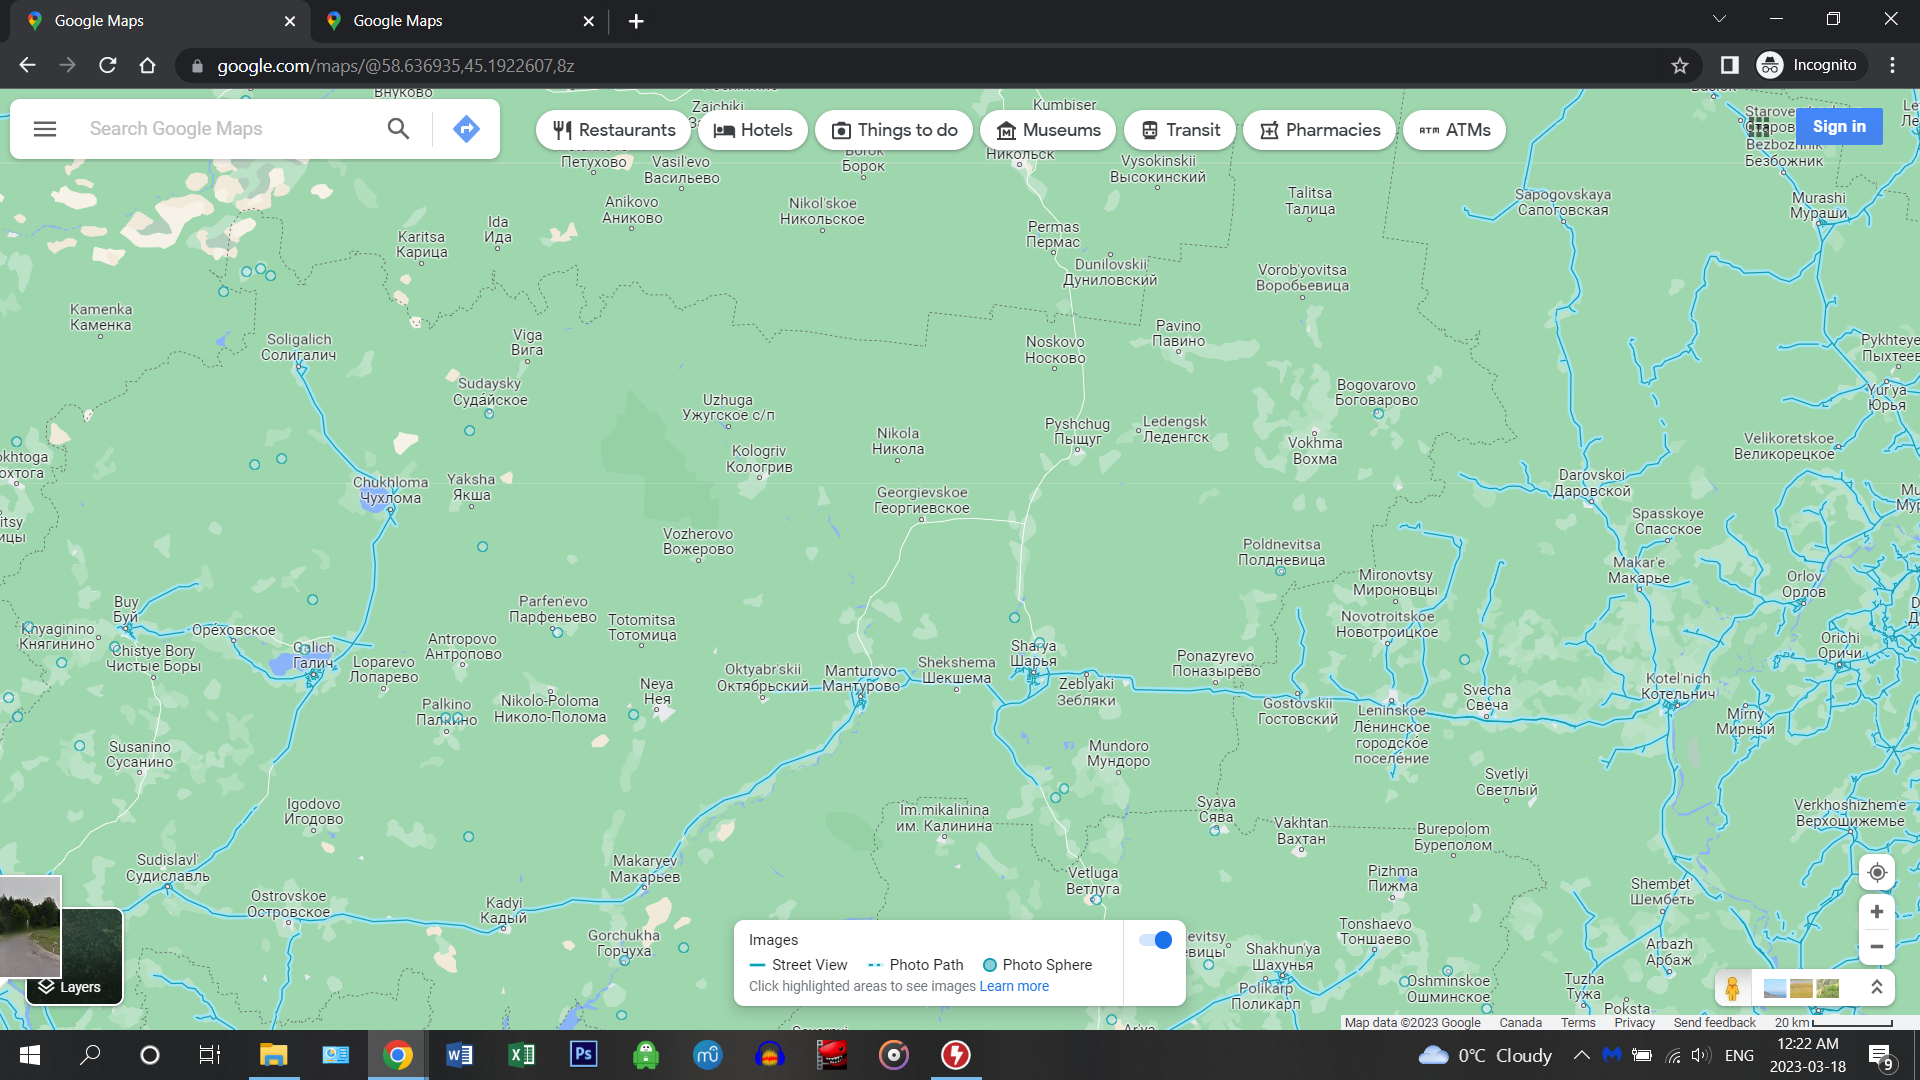 Google Maps
Google Maps
google.com/maps/@58.636935,45.1922607,8z
Incognito
Search Google Maps
Restaurants
Hotels
Things to do
Museums
Transit
Pharmacies
ATMs
Sign in
Внуково
Zaichiki
Kumbiser
Петухово
Vasil'evo
Васильево
Борок
Никольск
Vysokinskii
Высокинский
Bezbozhnik
Безбожник
Anikovo
Аниково
Nikol'skoe
Никольское
Talitsa
Талица
Sapogovskaya
Сапоговская
Murashi
Мураши
Ida
Ида
Karitsa
Карица
Permas
Пермас
Dunilovskii
Дуниловский
Vorob'yovitsa
Воробьевица
Kamenka
Каменка
Soligalich
Солигалич
Viga
Вига
Noskovo
Носково
Pavino
Павино
Pykhteye
Пыхтеев
Sudaysky
Суда́йское
Uzhuga
Ужугское с/п
Bogovarovo
Боговарово
Yur'ya
Юрья
Nikola
Никола
Pyshchug
Пыщуг
Ledengsk
Леденгск
Vokhma
Вохма
Velikoretskoe
Великорецкое
okhtoga
охтога
Kologriv
Кологрив
Chukhloma
Чухлома
Yaksha
Якша
Georgievskoe
Георгиевское
Darovskoi
Даровской
Spasskoye
Спасское
itsy
ицы
Vozherovo
Вожерово
Poldnevitsa
Полдневица
Mironovtsy
Мироновцы
Makar'e
Макарье
Orlov
Орлов
Buy
Буй
Knyaginino
Княгинино
Chistye Bory
Чистые Боры
Ореховское
Galich
Галич
Parfen'evo
Парфеньево
Totomitsa
Тотомица
Antropovo
Антропово
Loparevo
Лопарево
Novotroitskoe
Новотроицкое
Orichi
Оричи
Oktyabr'skii
Октябрьский
Manturovo
Мантурово
Shekshema
Шекшема
Sharya
Шарья
Zeblyaki
Зебляки
Ponazyrevo
Поназырево
Gostovskii
Гостовский
Leninskoe
Ле́нинское
городско́е
поселе́ние
Svecha
Свеча
Kotel'nich
Котельнич
Mirny
Мирный
Palkino
Палкино
Nikolo-Poloma
Николо-Полома
Neya
Нея
Susanino
Сусанино
Mundoro
Мундоро
Svetlyi
Светлый
Igodovo
Игодово
Im.mikalinina
им. Калинина
Syava
Сява
Vakhtan
Вахтан
Burepolom
Буреполом
Verkhoshizheme
Верхошижемье
Sudislavl'
Судиславль
Makaryev
Макарьев
Vetluga
Ветлуга
Pizhma
Пижма
Shembet'
Шембеть
Ostrovskoe
Островское
Kadyi
Кадый
Gorchukha
Горчуха
Tonshaevo
Тоншаево
Shakhun'ya
Шахунья
Arbazh
Арбаж
Polikarp
Поликарп
Oshminskoe
Ошминское
Tuzha
Тужа
Images
Street View
Photo Path
Photo Sphere
Click highlighted areas to see images Learn more
Layers
Map data ©2023 Google
Canada
Terms
Privacy
Send feedback
20 km
0°C Cloudy
ENG
12:22 AM
2023-03-18
9